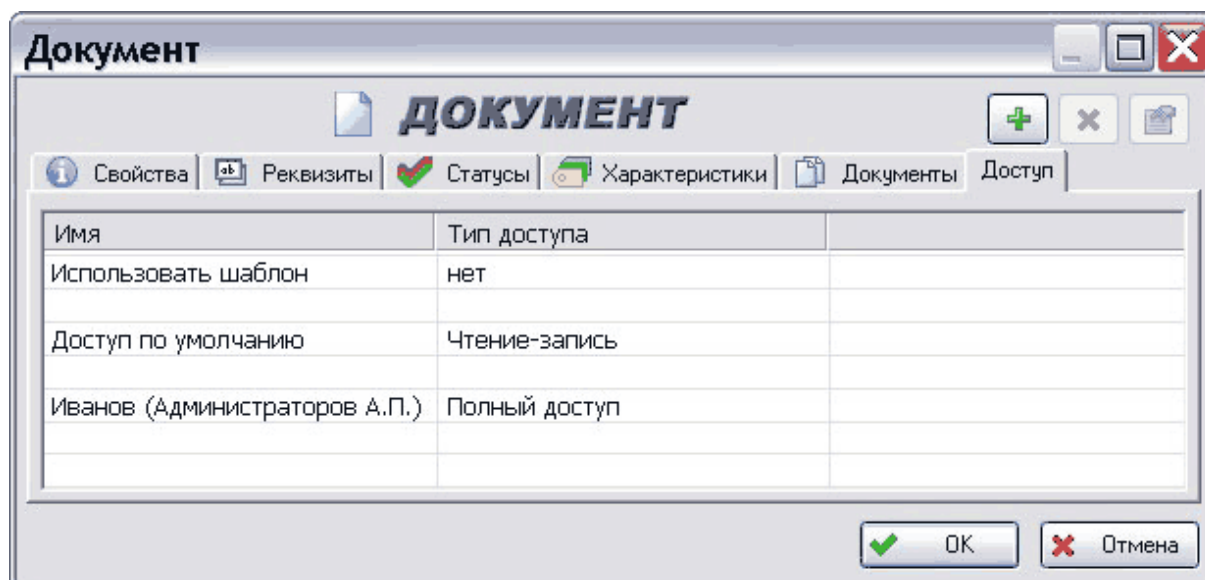 Документ
ДОКУМЕНТ
Свойства ab Реквизиты Статусы Характеристики Документы Доступ
Имя Тип доступа
Использовать шаблон нет
Доступ по умолчанию Чтение-запись
Иванов (Администраторов А.П.) Полный доступ
OK Отмена